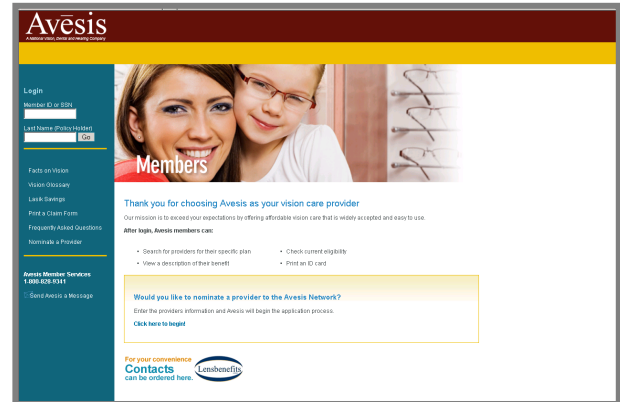 Avēsis
A National Vision, Dental and Hearing Company
Login
Member ID or SSN
Last Name (Policy Holder)
Go
Facts on Vision
Vision Glossary
Lasik Savings
Print a Claim Form
Frequently Asked Questions
Nominate a Provider
Avesis Member Services
1-800-828-9341
Send Avesis a Message
Members
Thank you for choosing Avesis as your vision care provider
Our mission is to exceed your expectations by offering affordable vision care that is widely accepted and easy to use.
After login, Avesis members can:
• Search for providers for their specific plan
• View a description of their benefit
• Check current eligibility
• Print an ID card
Would you like to nominate a provider to the Avesis Network?
Enter the providers information and Avesis will begin the application process.
Click here to begin!
For your convenience
Contacts
can be ordered here.
Lensbenefits